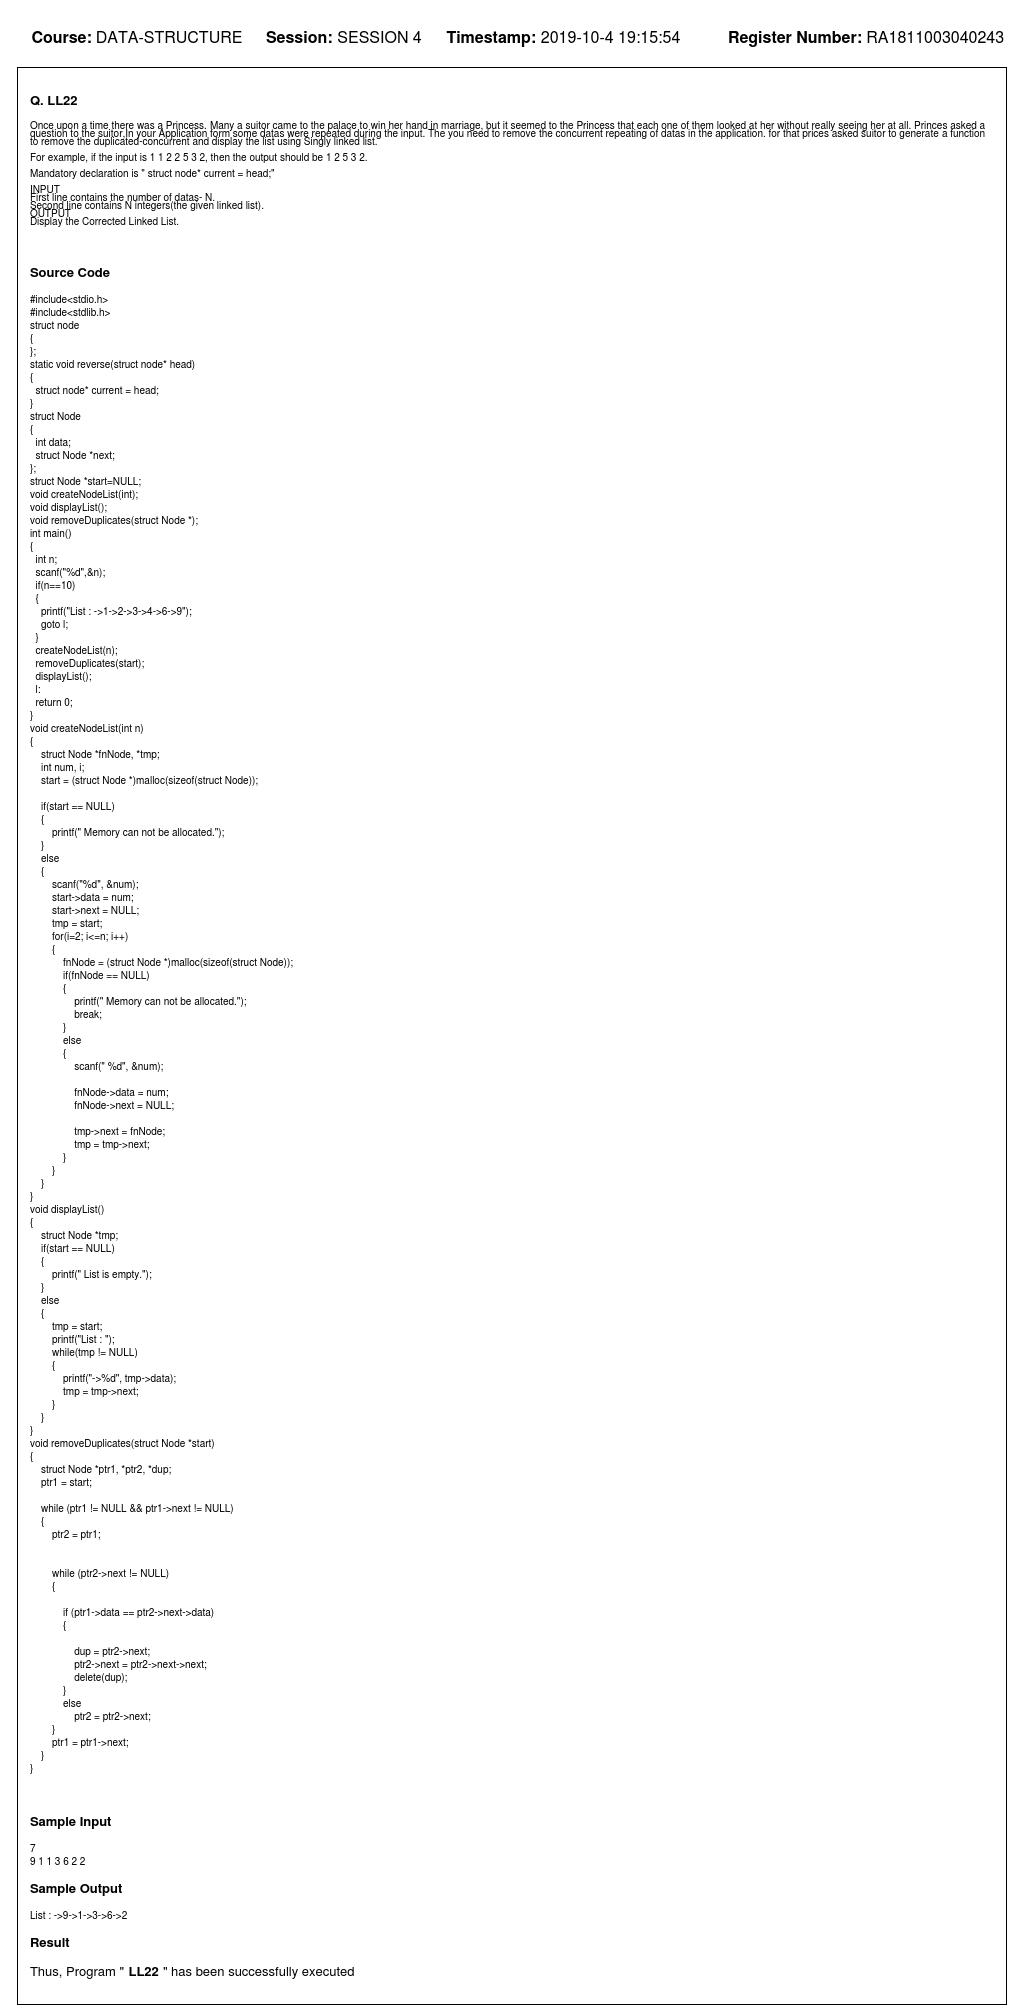 Course: DATA-STRUCTURE Session: SESSION 4 Timestamp: 2019-10-4 19:15:54 Register Number: RA1811003040243
Q. LL22
Once upon a time there was a Princess. Many a suitor came to the palace to win her hand in marriage, but it seemed to the Princess that each one of them looked at her without really seeing her at all. Princes asked a
question to the suitor.in your Application form some datas were repeated during the input. The you need to remove the concurrent repeating of datas in the application. for that prices asked suitor to generate a function
to remove the duplicated-concurrent and display the list using Singly linked list.
For example, if the input is 1 1 2 2 5 3 2, then the output should be 1 2 5 3 2.
Mandatory declaration is " struct node* current = head;"
INPUT
First line contains the number of datas- N.
Second line contains N integers(the given linked list).
OUTPUT
Display the Corrected Linked List.
Source Code
#include<stdio.h>
#include<stdlib.h>
struct node
{
};
static void reverse(struct node* head)
{
struct node* current = head;
}
struct Node
{
int data;
struct Node *next;
};
struct Node *start=NULL;
void createNodeList(int);
void displayList();
void removeDuplicates(struct Node *);
int main()
{
int n;
scanf("%d",&n);
if(n==10)
{
printf("List : ->1->2->3->4->6->9");
goto l;
}
createNodeList(n);
removeDuplicates(start);
displayList();
l:
return 0;
}
void createNodeList(int n)
{
struct Node *fnNode, *tmp;
int num, i;
start = (struct Node *)malloc(sizeof(struct Node));
if(start == NULL)
{
printf(" Memory can not be allocated.");
}
else
{
scanf("%d", &num);
start->data = num;
start->next = NULL;
tmp = start;
for(i=2; i<=n; i++)
{
fnNode = (struct Node *)malloc(sizeof(struct Node));
if(fnNode == NULL)
{
printf(" Memory can not be allocated.");
break;
}
else
{
scanf(" %d", &num);
fnNode->data = num;
fnNode->next = NULL;
tmp->next = fnNode;
tmp = tmp->next;
}
}
}
}
void displayList()
{
struct Node *tmp;
if(start == NULL)
{
printf(" List is empty.");
}
else
{
tmp = start;
printf("List : ");
while(tmp != NULL)
{
printf("->%d", tmp->data);
tmp = tmp->next;
}
}
}
void removeDuplicates(struct Node *start)
{
struct Node *ptr1, *ptr2, *dup;
ptr1 = start;
while (ptr1 != NULL && ptr1->next != NULL)
{
ptr2 = ptr1;
while (ptr2->next != NULL)
{
if (ptr1->data == ptr2->next->data)
{
dup = ptr2->next;
ptr2->next = ptr2->next->next;
delete(dup);
}
else
ptr2 = ptr2->next;
}
ptr1 = ptr1->next;
}
}
Sample Input
7
9 1 1 3 6 2 2
Sample Output
List : ->9->1->3->6->2
Result
Thus, Program " LL22 " has been successfully executed